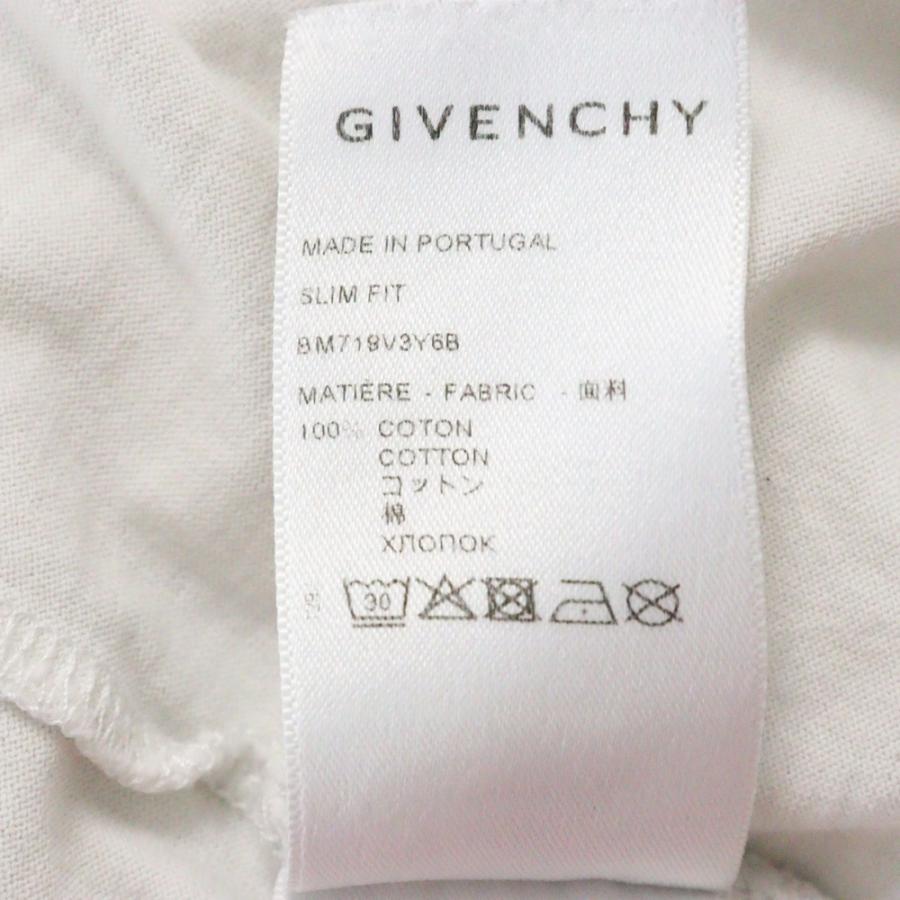 GIVENCHY
MADE IN PORTUGAL
SLIM FIT
BM719V3Y6B
MATIÈRE - FABRIC - 面料
100% COTON
COTTON
コットン
棉
ХЛОПОК
30